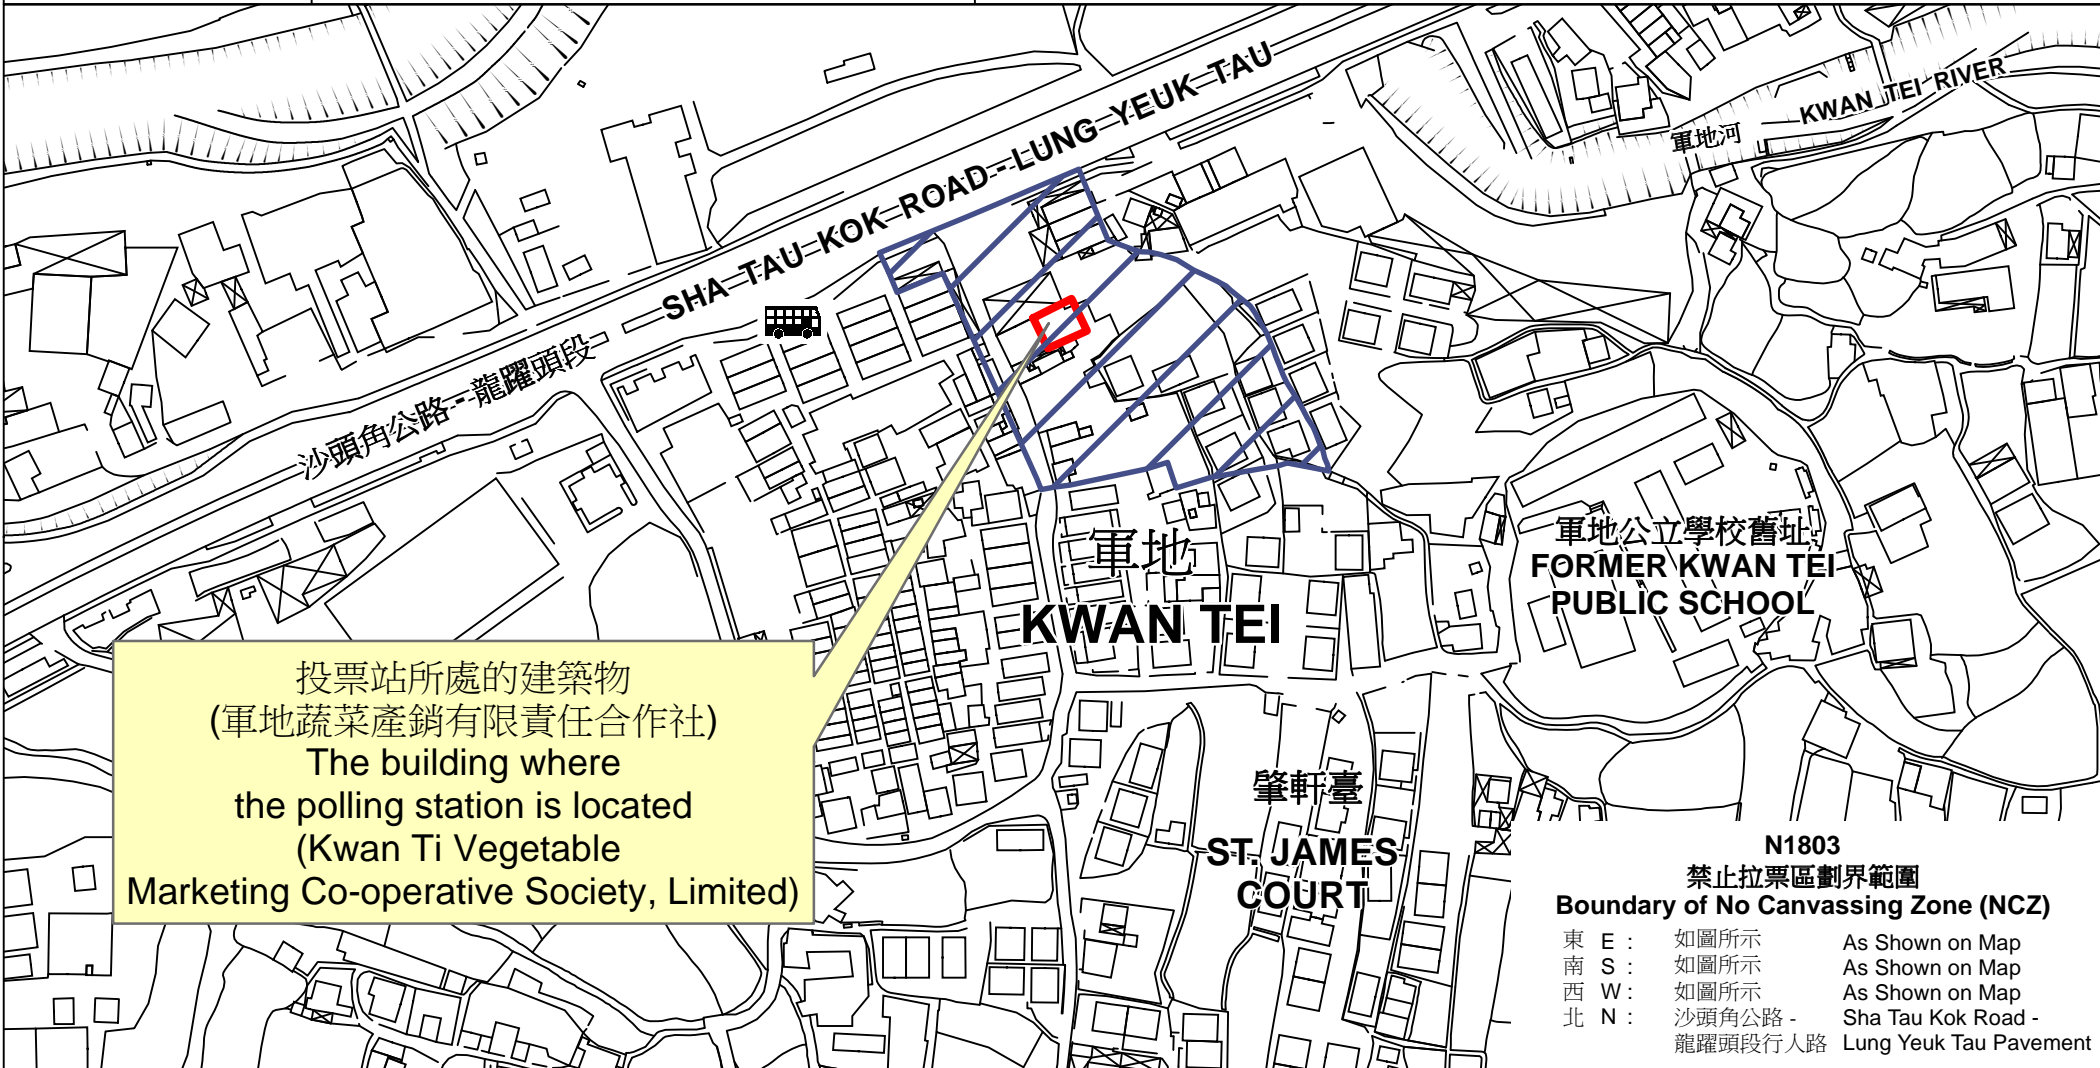 SHA TAU KOK ROAD - LUNG YEUK TAU
沙頭角公路 - 龍躍頭段
KWAN TEI RIVER
軍地河
軍地
KWAN TEI
軍地公立學校舊址
FORMER KWAN TEI
PUBLIC SCHOOL
投票站所處的建築物
(軍地蔬菜產銷有限責任合作社)
The building where
the polling station is located
(Kwan Ti Vegetable
Marketing Co-operative Society, Limited)
肇軒臺
ST. JAMES
COURT
N1803
禁止拉票區劃界範圍
Boundary of No Canvassing Zone (NCZ)
東 E : 如圖所示 As Shown on Map
南 S : 如圖所示 As Shown on Map
西 W : 如圖所示 As Shown on Map
北 N : 沙頭角公路 - Sha Tau Kok Road -
龍躍頭段行人路 Lung Yeuk Tau Pavement